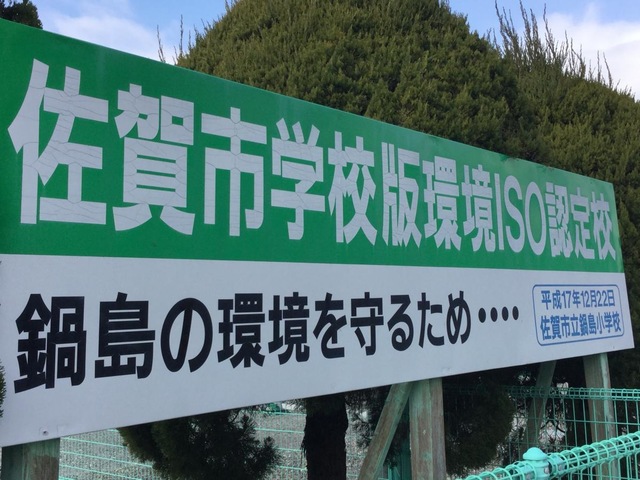 佐賀市学校版環境ISO認定校
鍋島の環境を守るため・・・・
平成17年12月22日
佐賀市立鍋島小学校